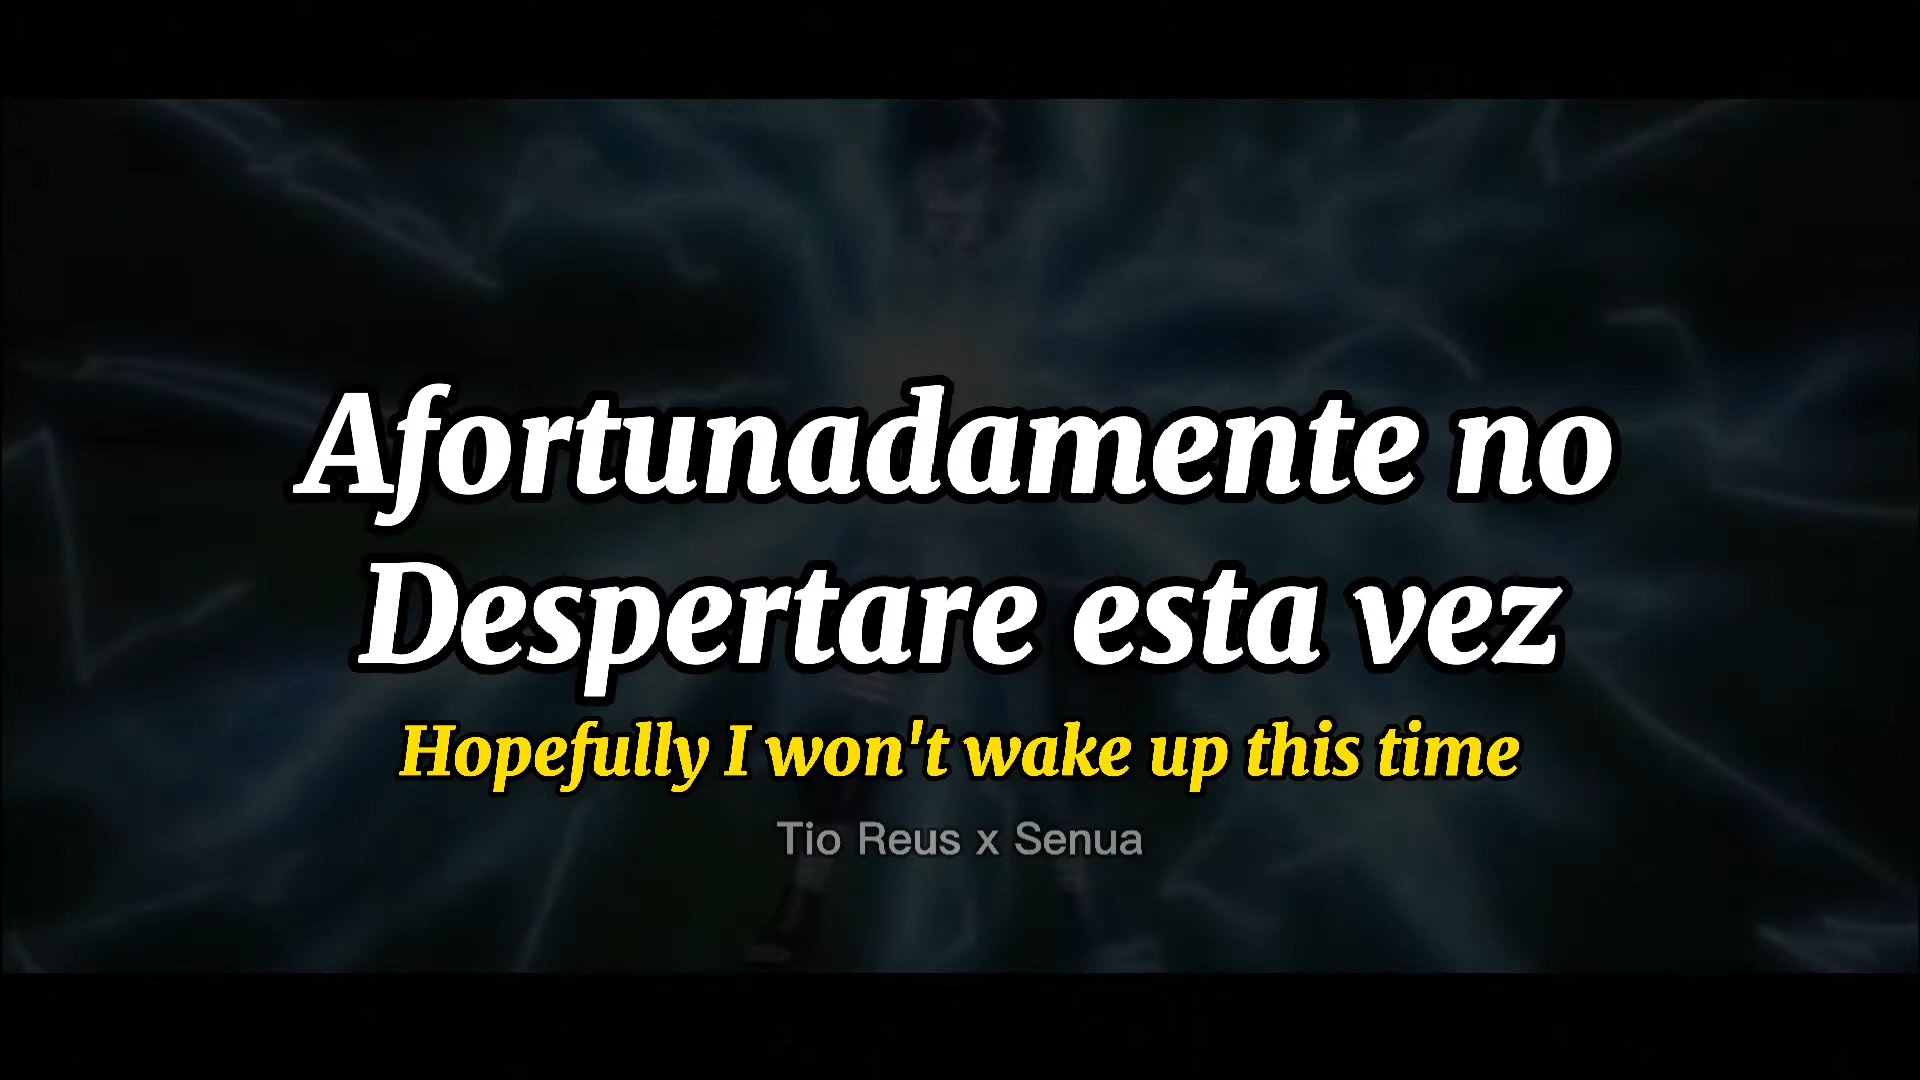 Afortunadamente no
Despertare esta vez
Hopefully I won't wake up this time
Tio Reus x Senua